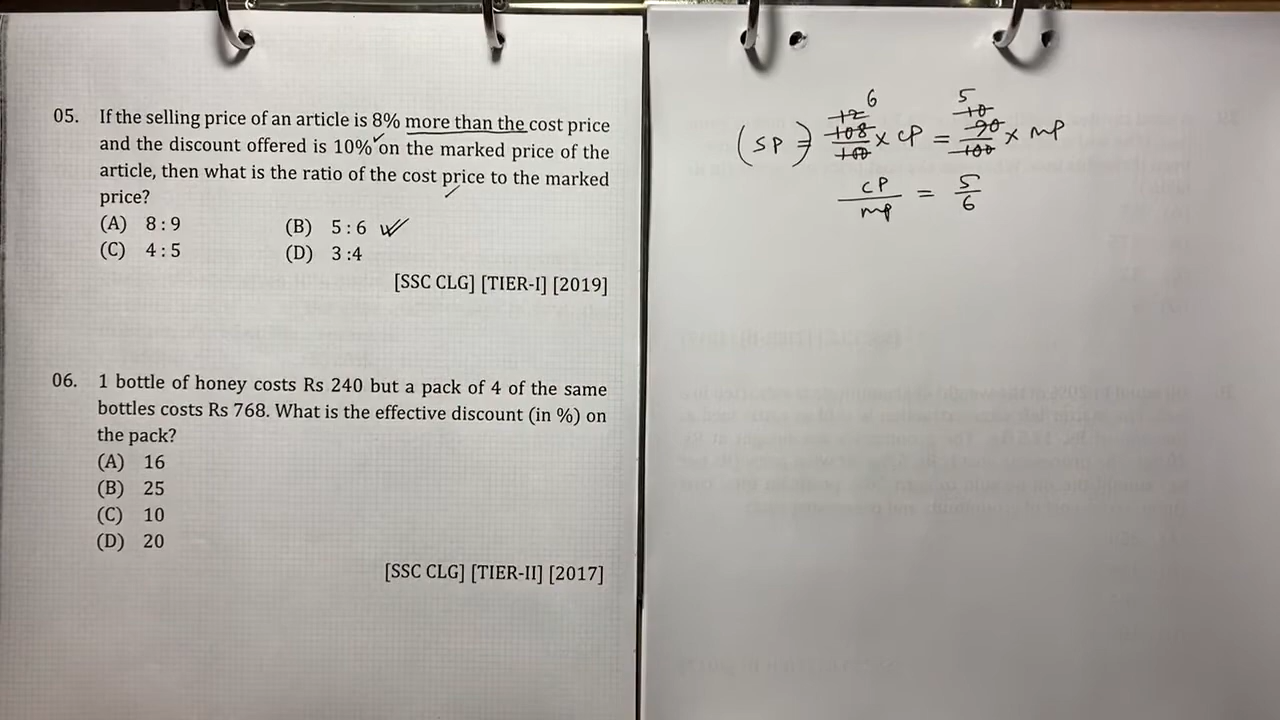 05. If the selling price of an article is 8% more than the cost price
and the discount offered is 10% on the marked price of the
article, then what is the ratio of the cost price to the marked
price?
(A) 8 : 9 (B) 5 : 6
(C) 4 : 5 (D) 3 :4
[SSC CLG] [TIER-I] [2019]
06. 1 bottle of honey costs Rs 240 but a pack of 4 of the same
bottles costs Rs 768. What is the effective discount (in %) on
the pack?
(A) 16
(B) 25
(C) 10
(D) 20
[SSC CLG] [TIER-II] [2017]
6 5
12 10
(SP) = 108/100 × CP = 90/100 × MP
CP/MP = 5/6